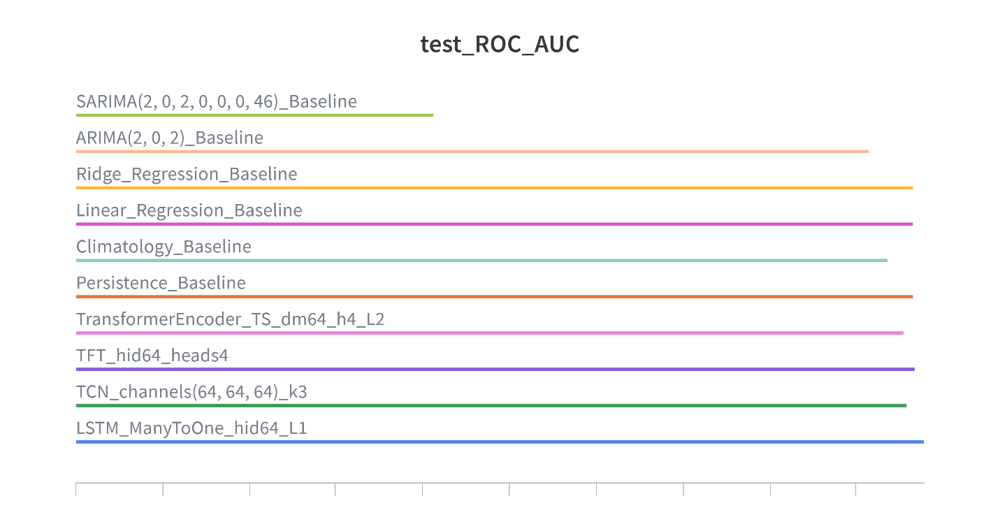 test_ROC_AUC
SARIMA(2, 0, 2, 0, 0, 0, 46)_Baseline
ARIMA(2, 0, 2)_Baseline
Ridge_Regression_Baseline
Linear_Regression_Baseline
Climatology_Baseline
Persistence_Baseline
TransformerEncoder_TS_dm64_h4_L2
TFT_hid64_heads4
TCN_channels(64, 64, 64)_k3
LSTM_ManyToOne_hid64_L1